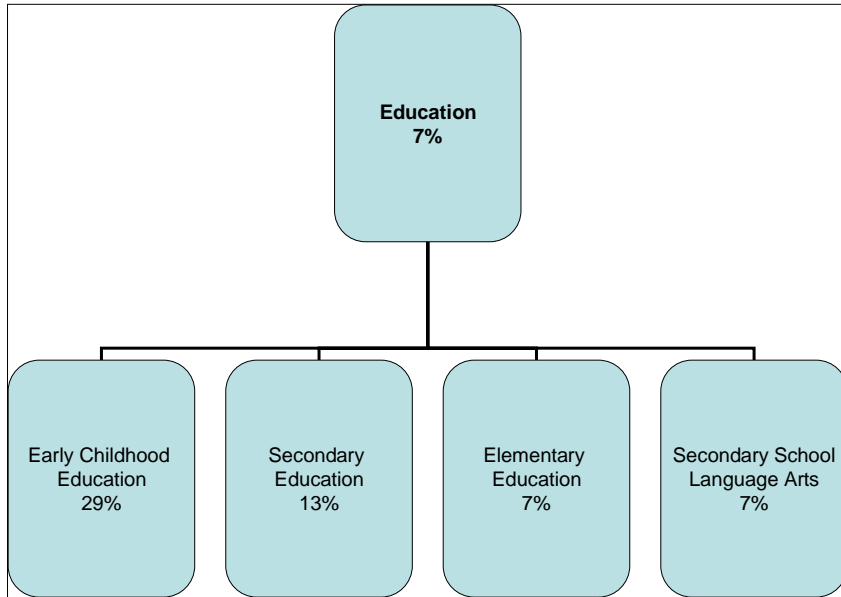 Education
7%
Early Childhood
Education
29%
Secondary
Education
13%
Elementary
Education
7%
Secondary School
Language Arts
7%